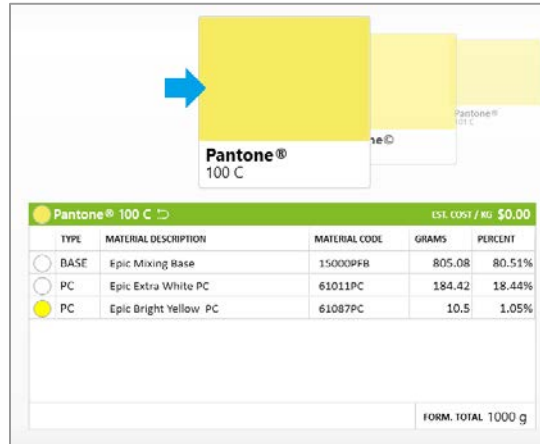 Pantone®
101 C
ne©
Pantone®
100 C
Pantone® 100 C EST. COST / KG $0.00
TYPE MATERIAL DESCRIPTION MATERIAL CODE GRAMS PERCENT
BASE Epic Mixing Base 15000PFB 805.08 80.51%
PC Epic Extra White PC 61011PC 184.42 18.44%
PC Epic Bright Yellow PC 61087PC 10.5 1.05%
FORM. TOTAL 1000 g